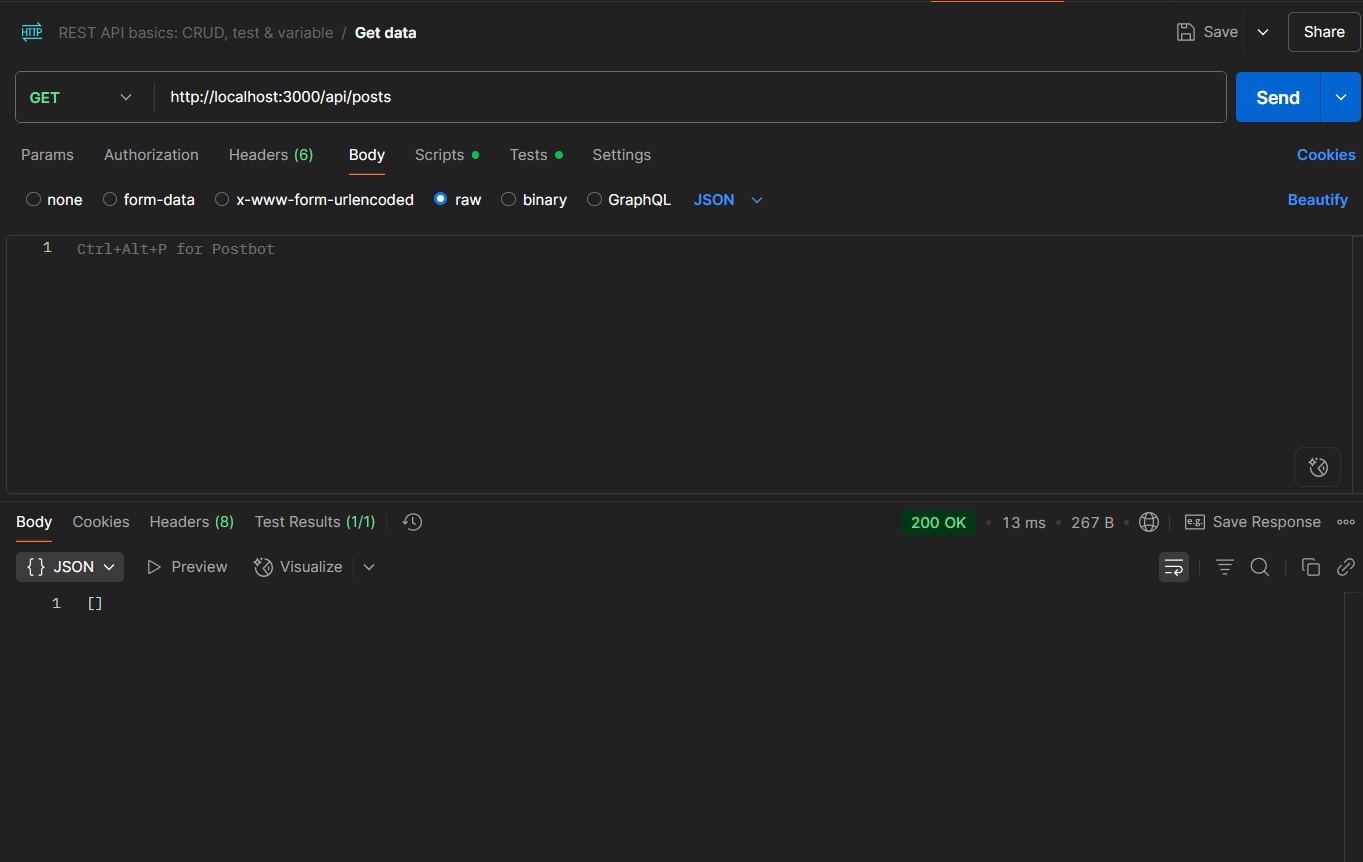 HTTP REST API basics: CRUD, test & variable / Get data Save Share
GET http://localhost:3000/api/posts Send
Params Authorization Headers (6) Body Scripts Tests Settings Cookies
none form-data x-www-form-urlencoded raw binary GraphQL JSON Beautify
1 Ctrl+Alt+P for Postbot
Body Cookies Headers (8) Test Results (1/1) 200 OK • 13 ms • 267 B • e.g. Save Response
{} JSON Preview Visualize
1 []